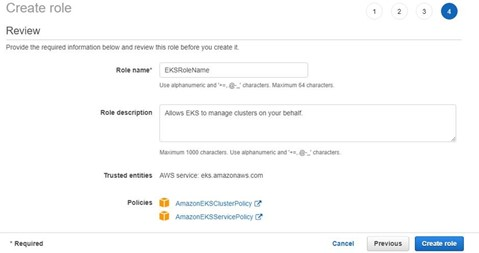 Create role
1 2 3 4
Review
Provide the required information below and review this role before you create it.
Role name* EKSRoleName
Use alphanumeric and '+=,.@-_' characters. Maximum 64 characters.
Role description Allows EKS to manage clusters on your behalf.
Maximum 1000 characters. Use alphanumeric and '+=,.@-_' characters.
Trusted entities AWS service: eks.amazonaws.com
Policies AmazonEKSClusterPolicy
AmazonEKSServicePolicy
* Required Cancel Previous Create role